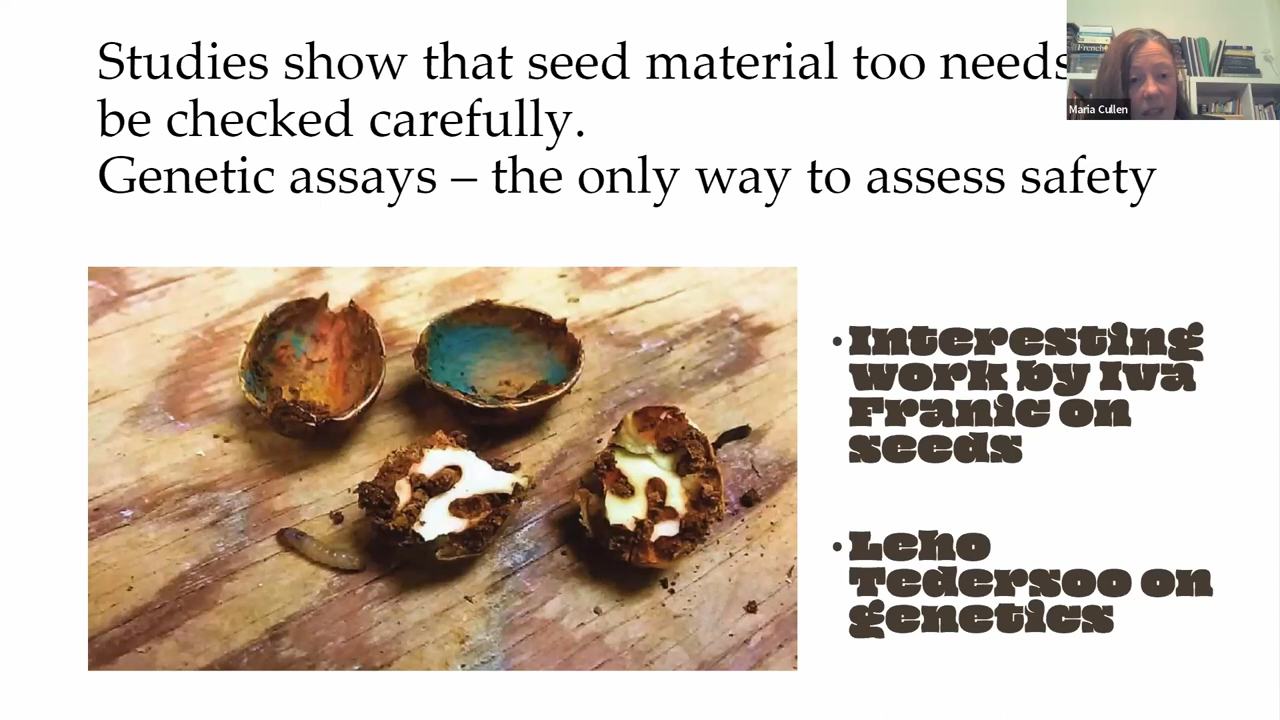 Studies show that seed material too needs
be checked carefully.
Genetic assays – the only way to assess safety
Maria Cullen
French
• Interesting
work by Iva
Franic on
seeds
• Leho
Tedersoo on
genetics